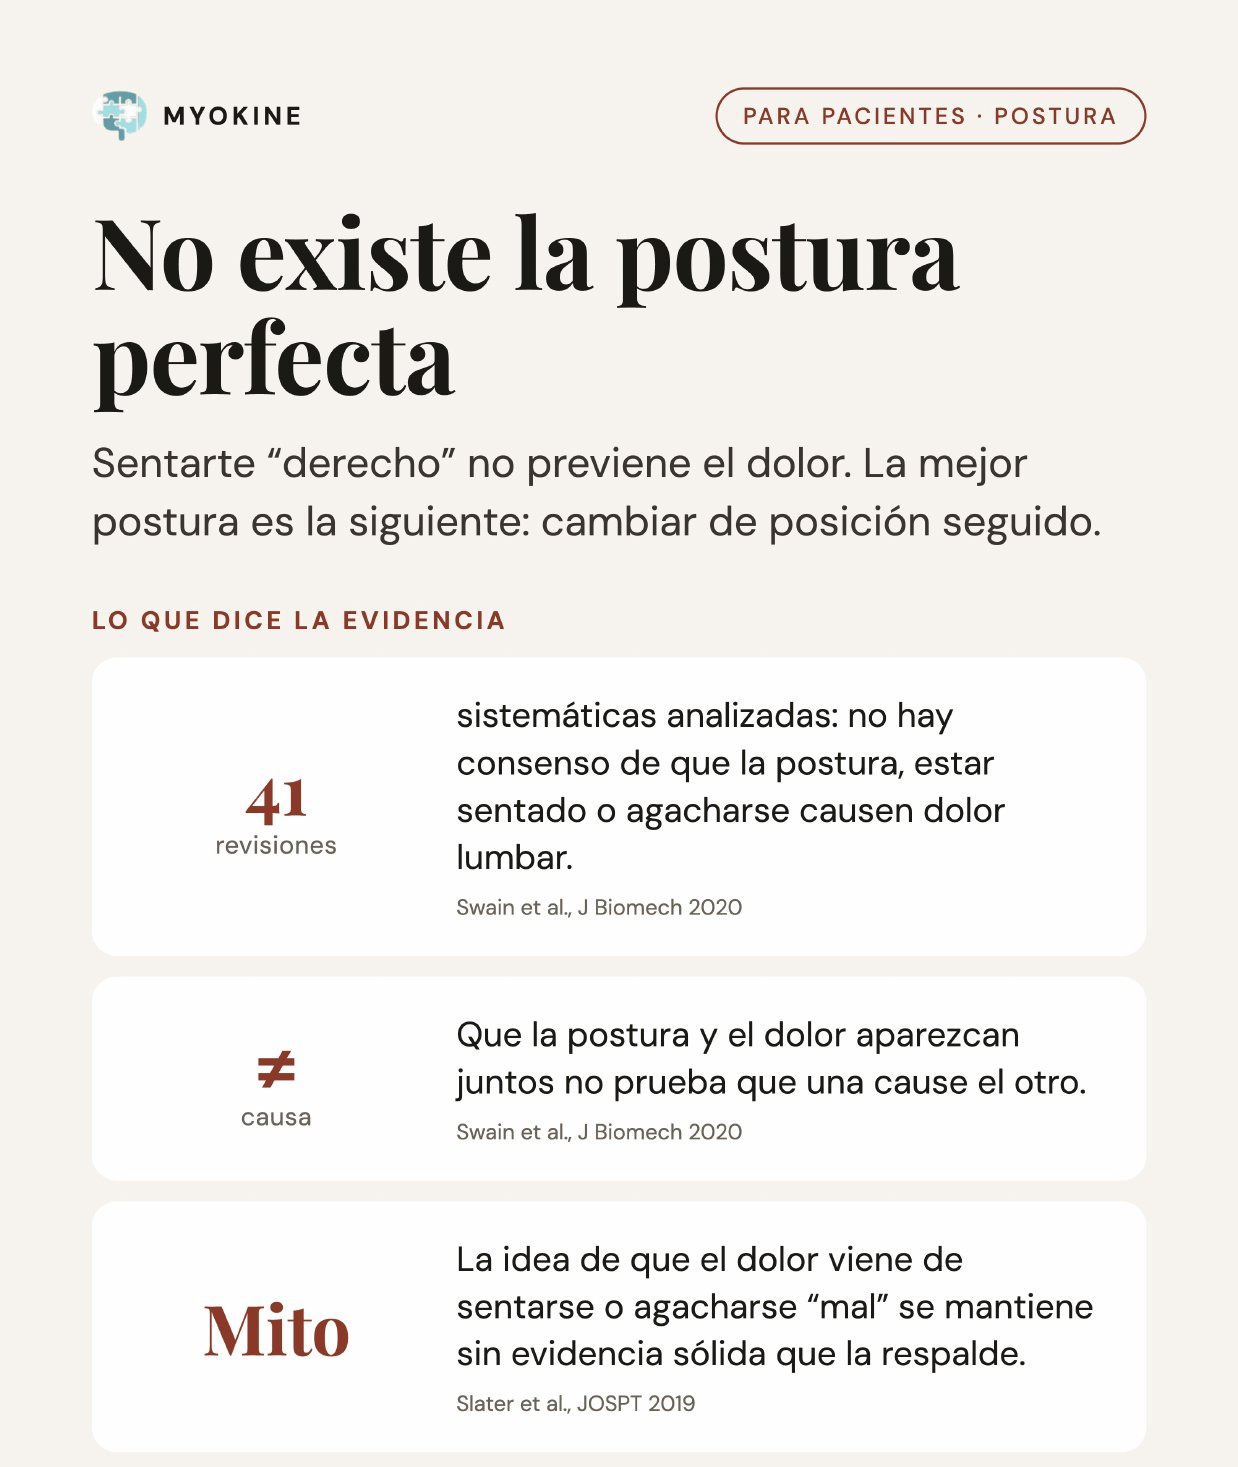 MYOKINE
PARA PACIENTES · POSTURA
No existe la postura
perfecta
Sentarte “derecho” no previene el dolor. La mejor
postura es la siguiente: cambiar de posición seguido.
LO QUE DICE LA EVIDENCIA
41
revisiones
sistemáticas analizadas: no hay
consenso de que la postura, estar
sentado o agacharse causen dolor
lumbar.
Swain et al., J Biomech 2020
≠
causa
Que la postura y el dolor aparezcan
juntos no prueba que una cause el otro.
Swain et al., J Biomech 2020
Mito
La idea de que el dolor viene de
sentarse o agacharse “mal” se mantiene
sin evidencia sólida que la respalde.
Slater et al., JOSPT 2019